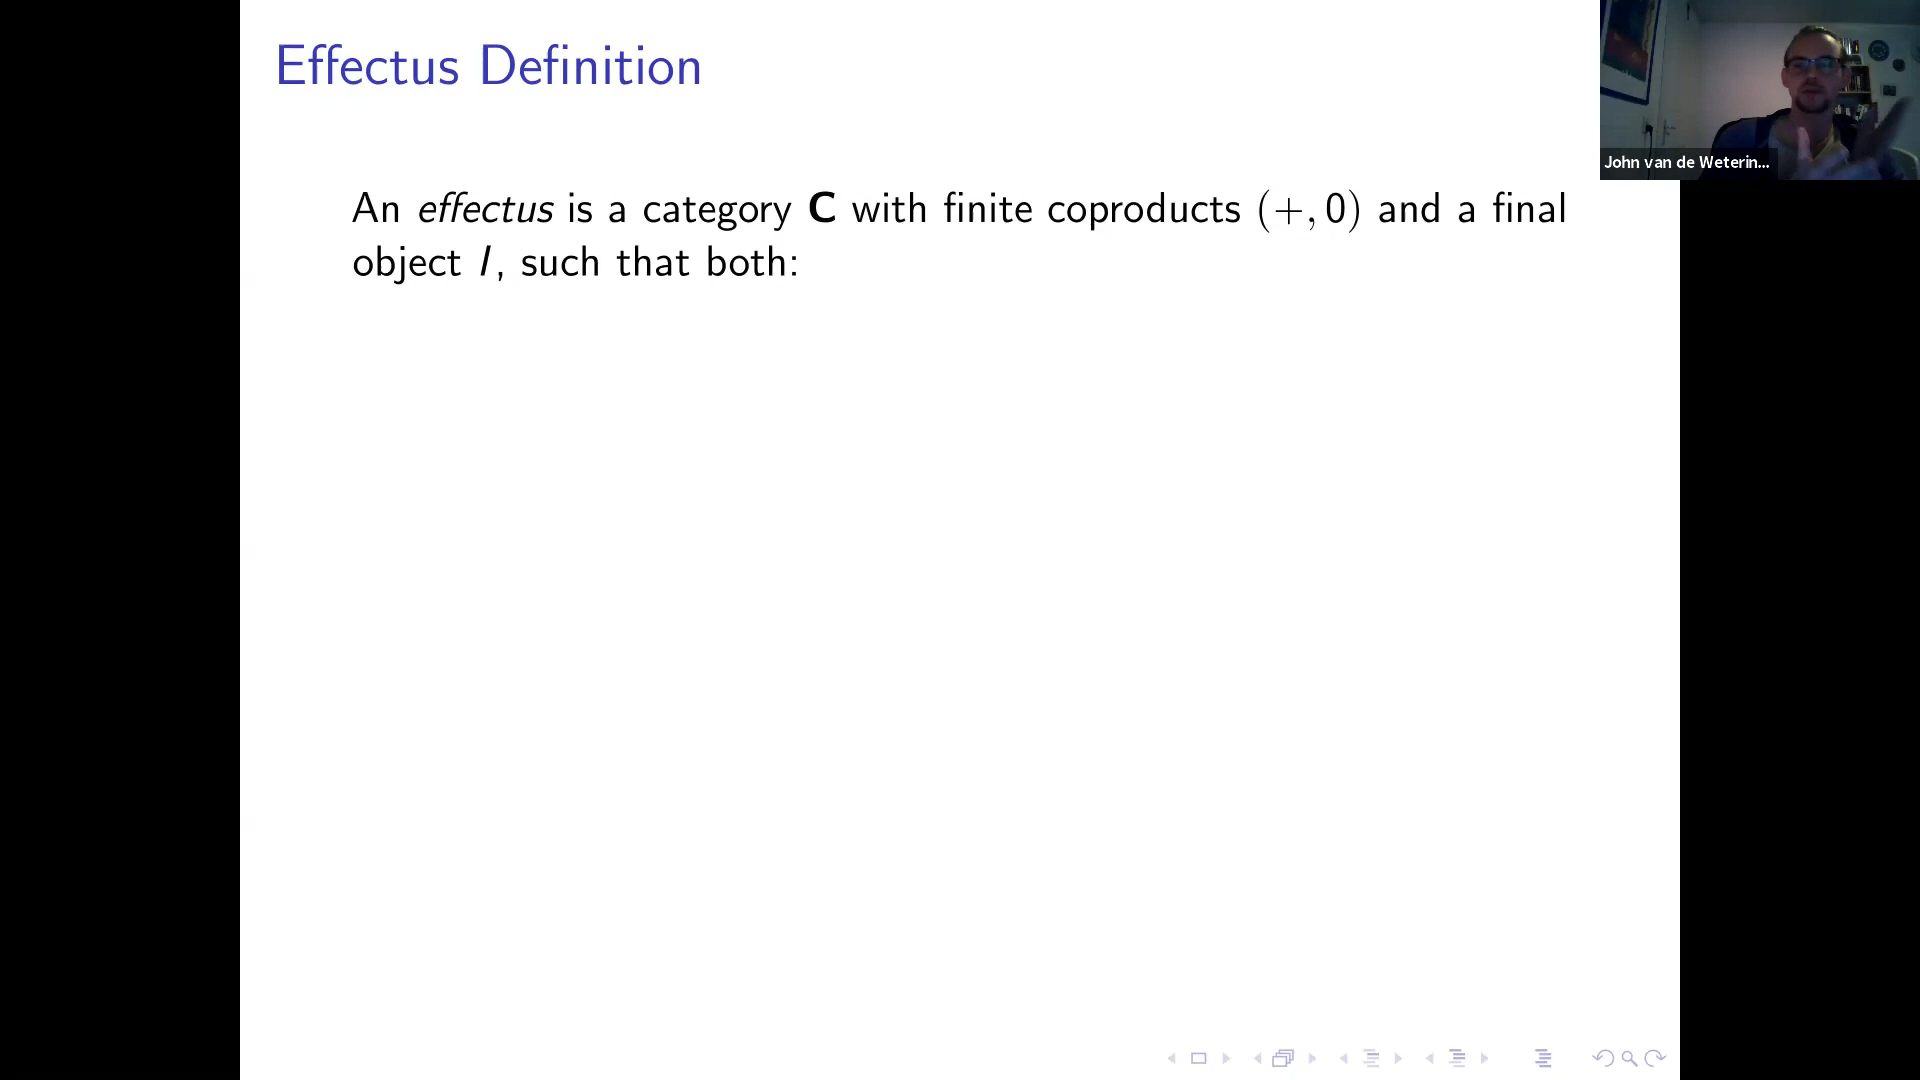 Effectus Definition
John van de Weterin...
An effectus is a category C with finite coproducts (+, 0) and a final
object I, such that both: